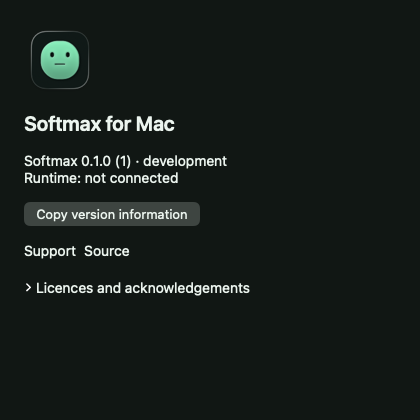 Softmax for Mac
Softmax 0.1.0 (1) · development
Runtime: not connected
Copy version information
Support Source
Licences and acknowledgements